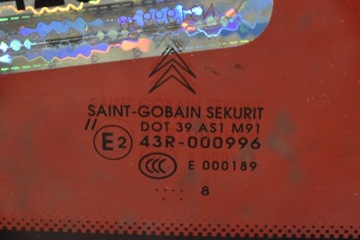 SAINT-GOBAIN SEKURIT
DOT 39 AS1 M91
E2 43R-000996
CCC E 000189
8